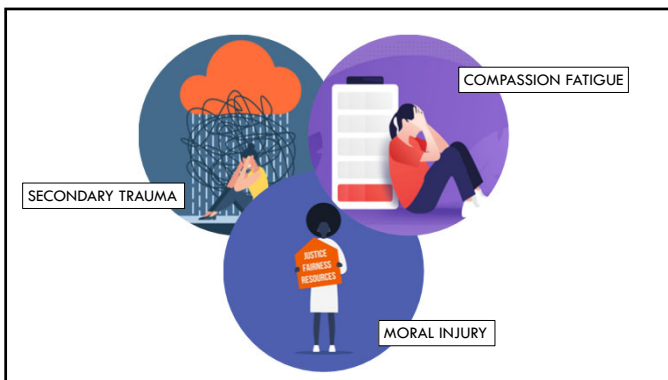 COMPASSION FATIGUE
SECONDARY TRAUMA
JUSTICE
FAIRNESS
RESOURCES
MORAL INJURY